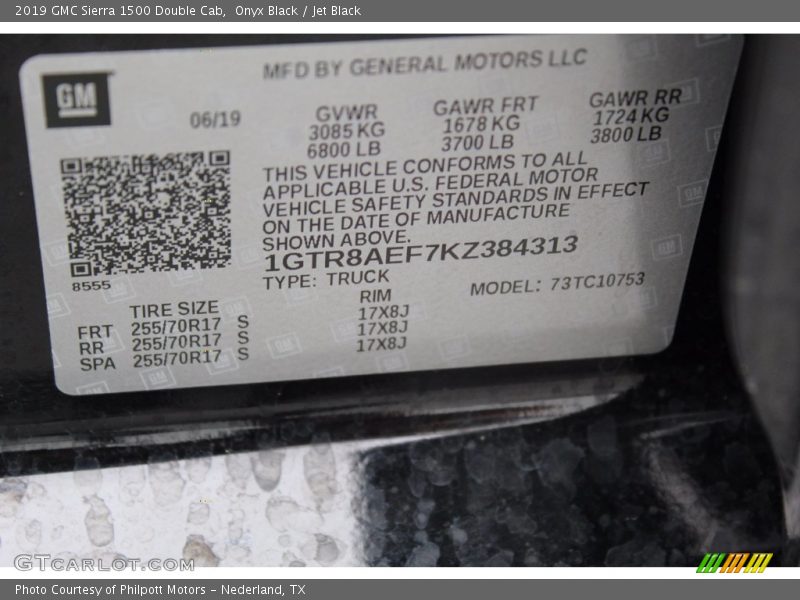 2019 GMC Sierra 1500 Double Cab,  Onyx Black / Jet Black
MFD BY GENERAL MOTORS LLC
GM
06/19
GVWR
3085 KG
6800 LB
GAWR FRT
1678 KG
3700 LB
GAWR RR
1724 KG
3800 LB
THIS VEHICLE CONFORMS TO ALL
APPLICABLE U.S. FEDERAL MOTOR
VEHICLE SAFETY STANDARDS IN EFFECT
ON THE DATE OF MANUFACTURE
SHOWN ABOVE.
1GTR8AEF7KZ384313
TYPE: TRUCK
MODEL: 73TC10753
8555
TIRE SIZE
RIM
FRT 255/70R17 S 17X8J
RR 255/70R17 S 17X8J
SPA 255/70R17 S 17X8J
GTCARLOT.COM
Photo Courtesy of Philpott Motors – Nederland, TX